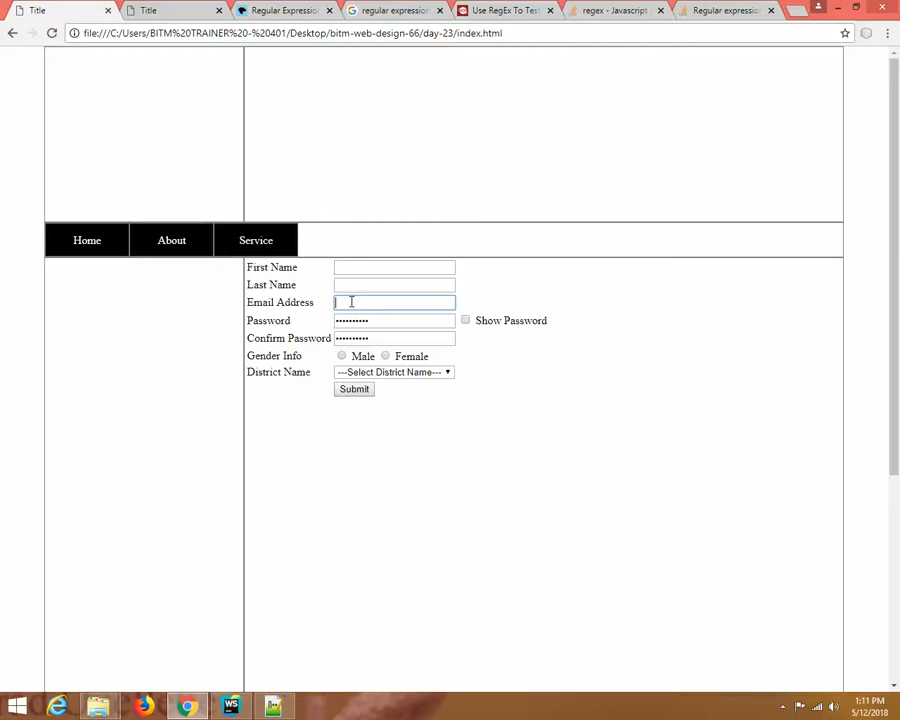 Title
Title
Regular Expressio
regular expression
Use RegEx To Test
regex - Javascript
Regular expressio
file:///C:/Users/BITM%20TRAINER%20-%20401/Desktop/bitm-web-design-66/day-23/index.html
Home About Service
First Name
Last Name
Email Address
Password •••••••••• Show Password
Confirm Password ••••••••••
Gender Info Male Female
District Name ---Select District Name---
Submit
WS
1:11 PM
5/12/2018